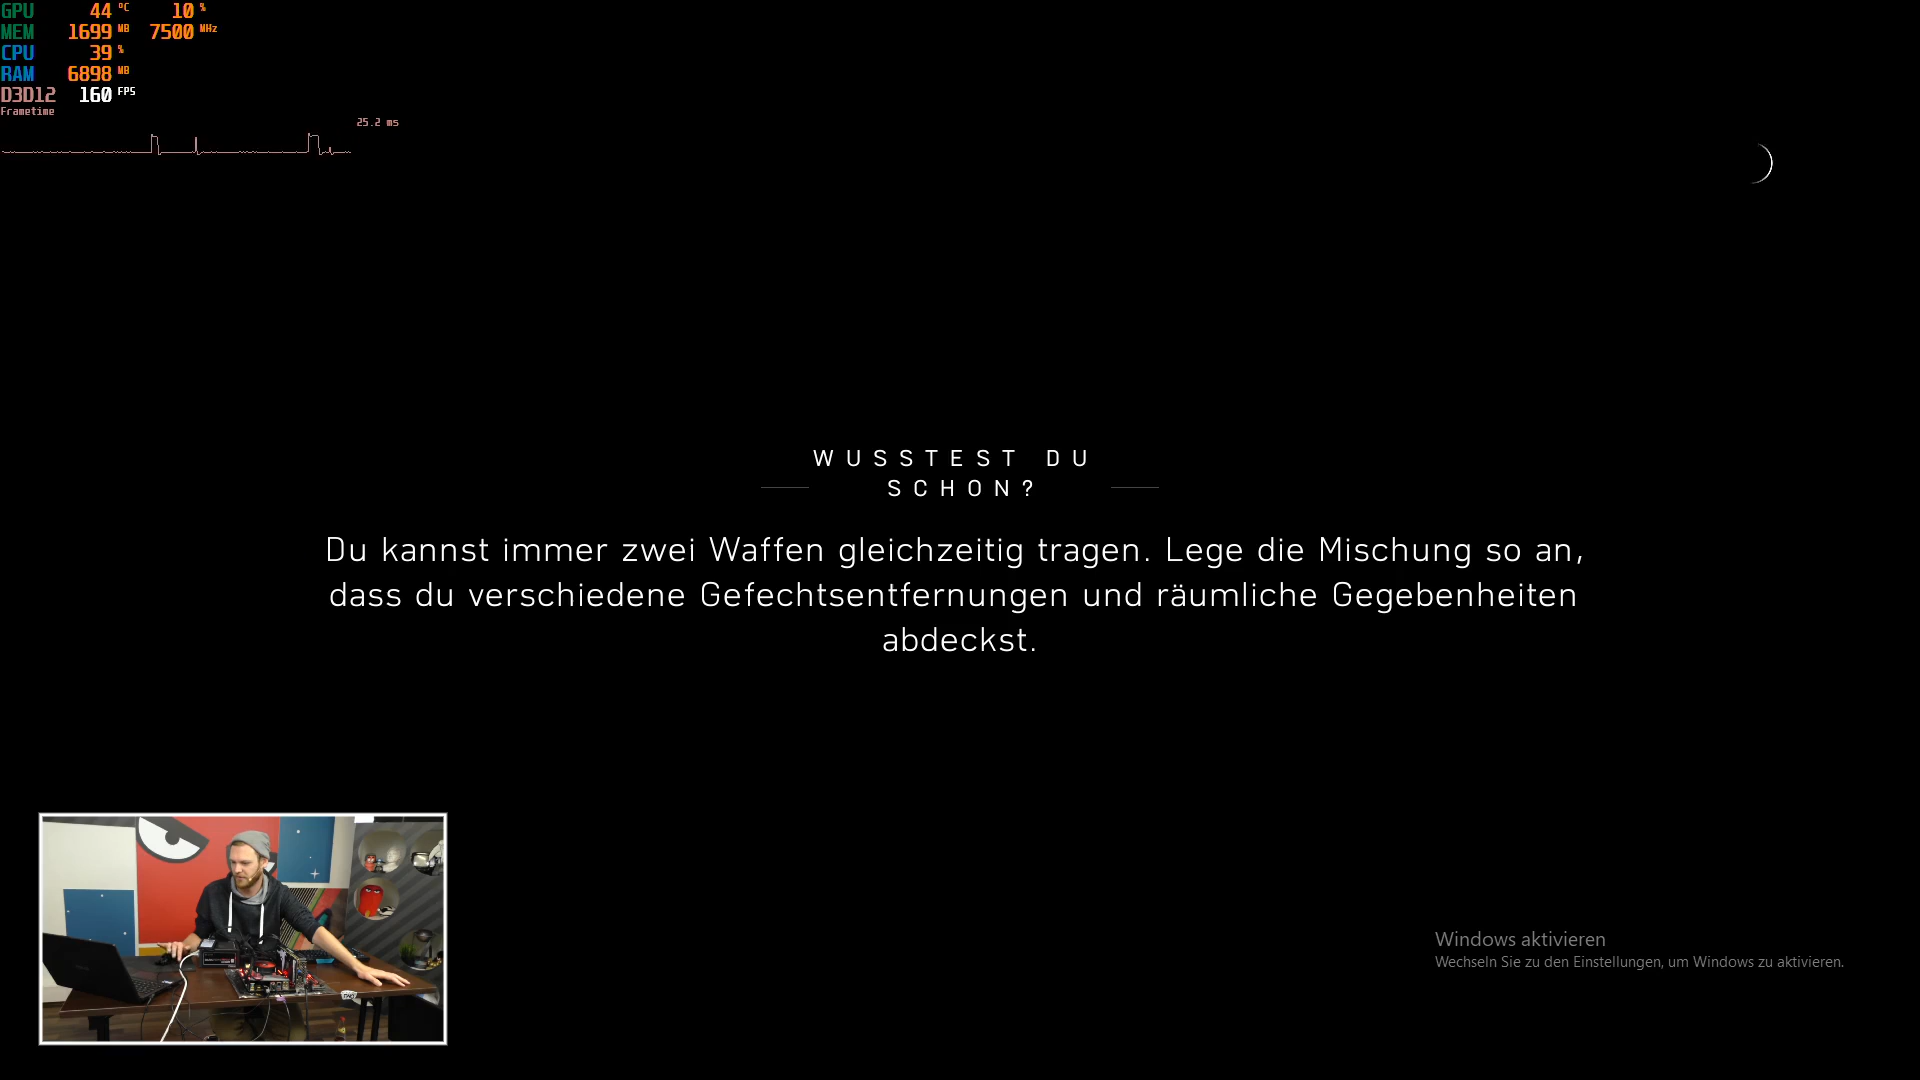 GPU 44 °C 10 %
MEM 1699 MB 7500 MHz
CPU 39 %
RAM 6898 MB
D3D12 160 FPS
Frametime
25.2 ms
WUSSTEST DU
SCHON?
Du kannst immer zwei Waffen gleichzeitig tragen. Lege die Mischung so an,
dass du verschiedene Gefechtsentfernungen und räumliche Gegebenheiten
abdeckst.
Windows aktivieren
Wechseln Sie zu den Einstellungen, um Windows zu aktivieren.